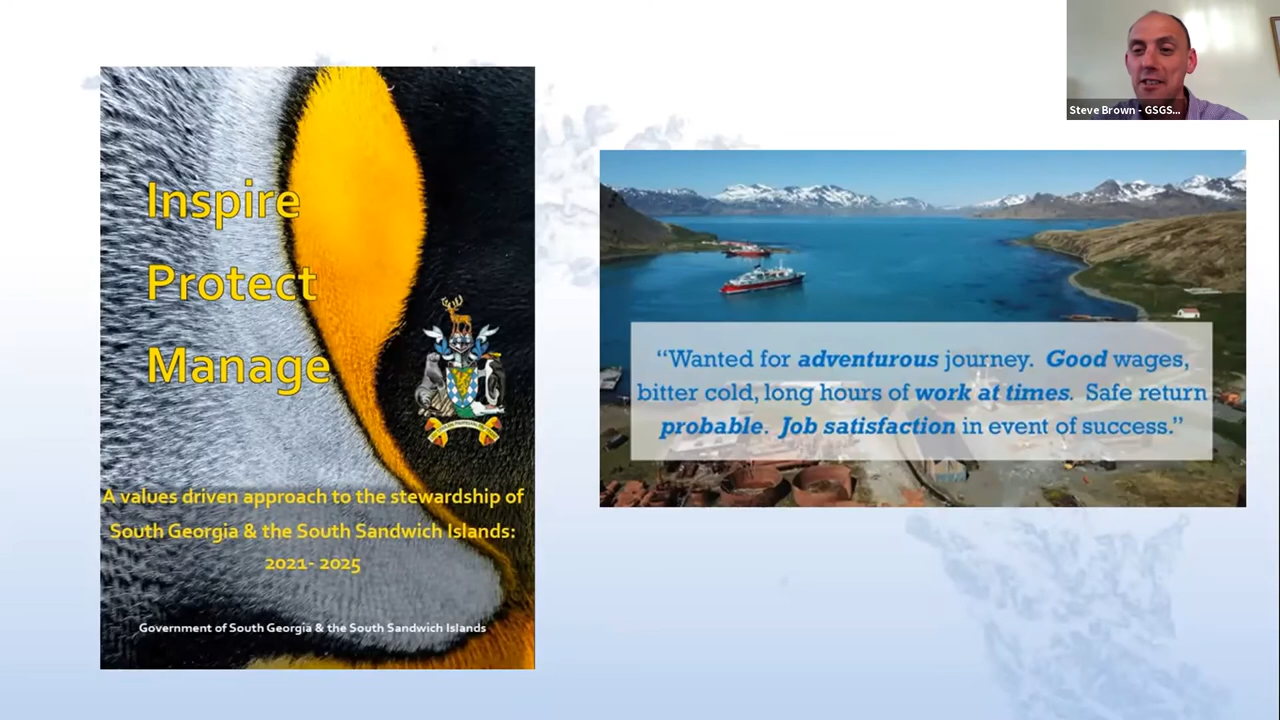 Steve Brown - GSGS...
Inspire
Protect
Manage
A values driven approach to the stewardship of
South Georgia & the South Sandwich Islands:
2021- 2025
Government of South Georgia & the South Sandwich Islands
“Wanted for adventurous journey. Good wages,
bitter cold, long hours of work at times. Safe return
probable. Job satisfaction in event of success.”